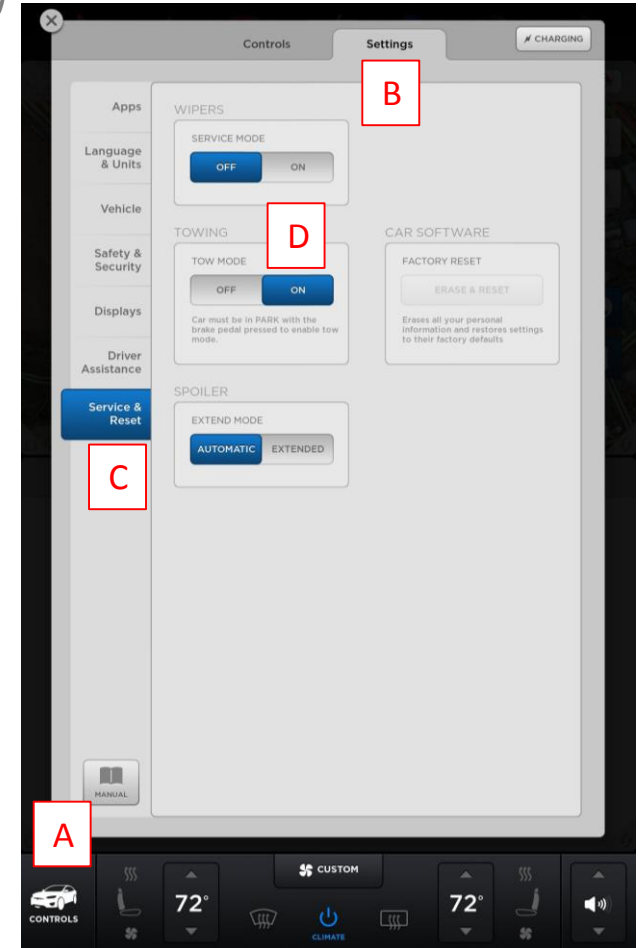 Controls
Settings
CHARGING
B
Apps
Language
& Units
Vehicle
Safety &
Security
Displays
Driver
Assistance
Service &
Reset
C
WIPERS
SERVICE MODE
OFF ON
TOWING
D
TOW MODE
OFF ON
Car must be in PARK with the
brake pedal pressed to enable tow
mode.
CAR SOFTWARE
FACTORY RESET
ERASE & RESET
Erases all your personal
information and restores settings
to their factory defaults
SPOILER
EXTEND MODE
AUTOMATIC EXTENDED
MANUAL
A
CONTROLS
72°
CUSTOM
CLIMATE
72°